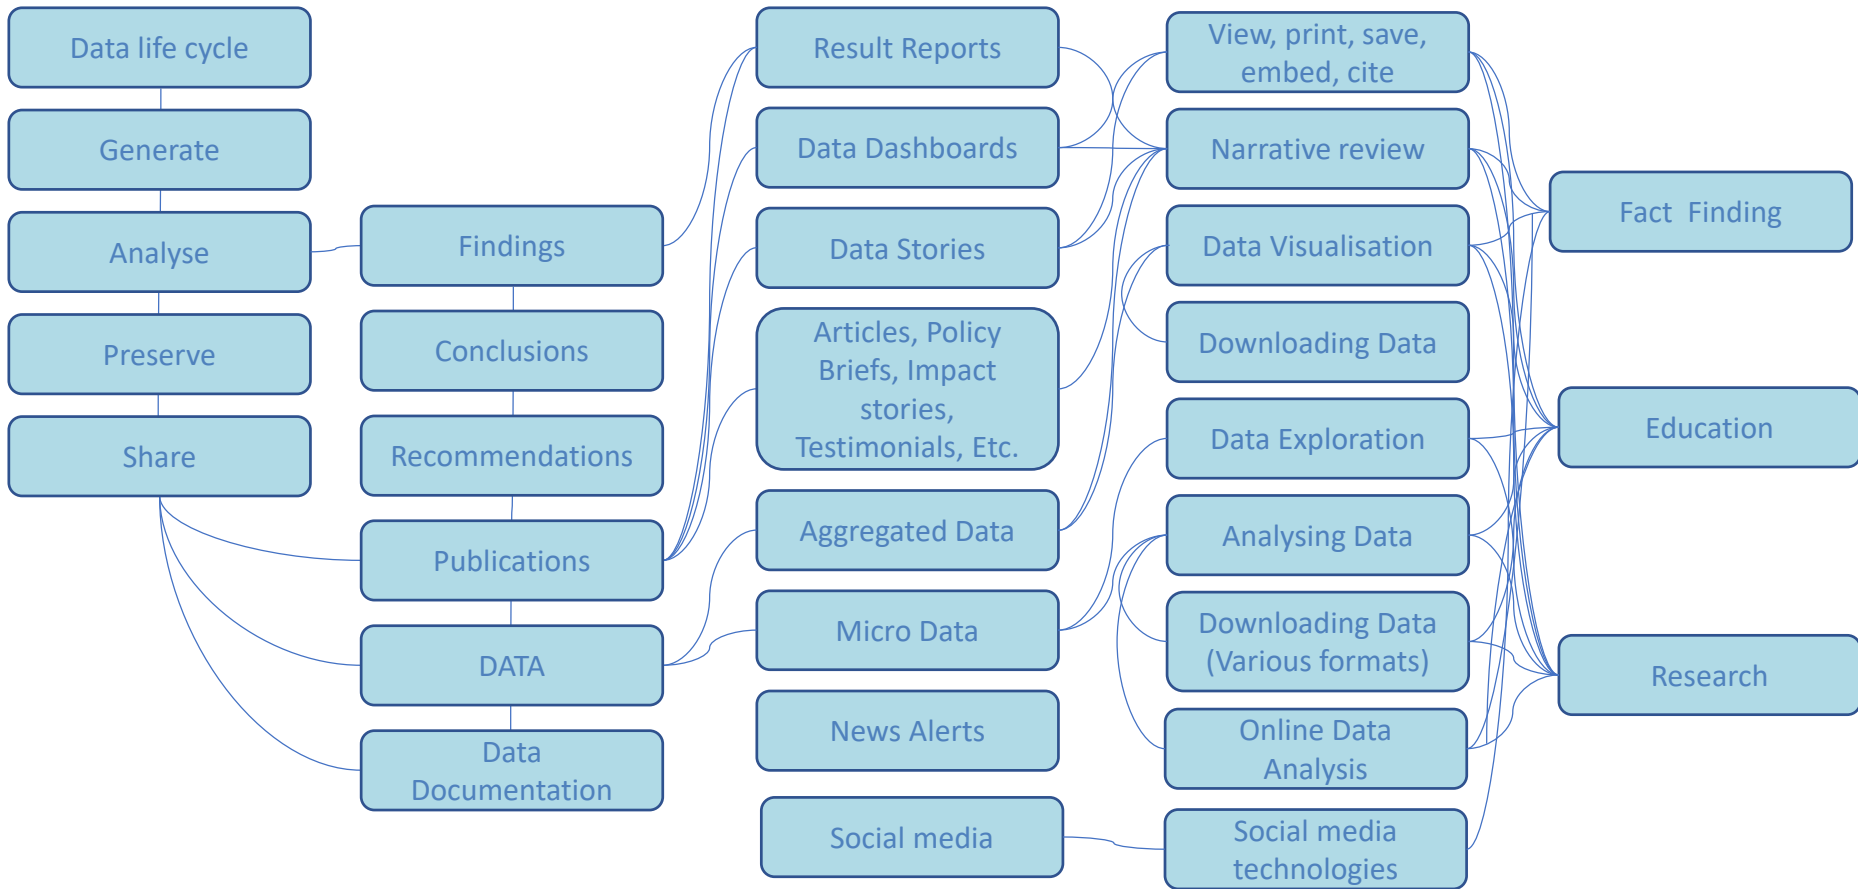 Data life cycle
Generate
Analyse
Preserve
Share
Findings
Conclusions
Recommendations
Publications
DATA
Data
Documentation
Result Reports
Data Dashboards
Data Stories
Articles, Policy
Briefs, Impact
stories,
Testimonials, Etc.
Aggregated Data
Micro Data
News Alerts
Social media
View, print, save,
embed, cite
Narrative review
Data Visualisation
Downloading Data
Data Exploration
Analysing Data
Downloading Data
(Various formats)
Online Data
Analysis
Social media
technologies
Fact Finding
Education
Research